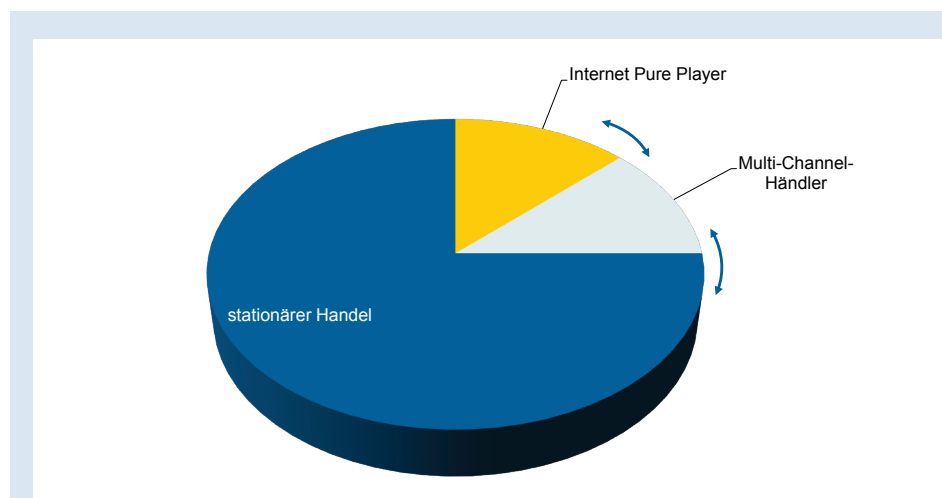 Internet Pure Player
Multi-Channel-
Händler
stationärer Handel